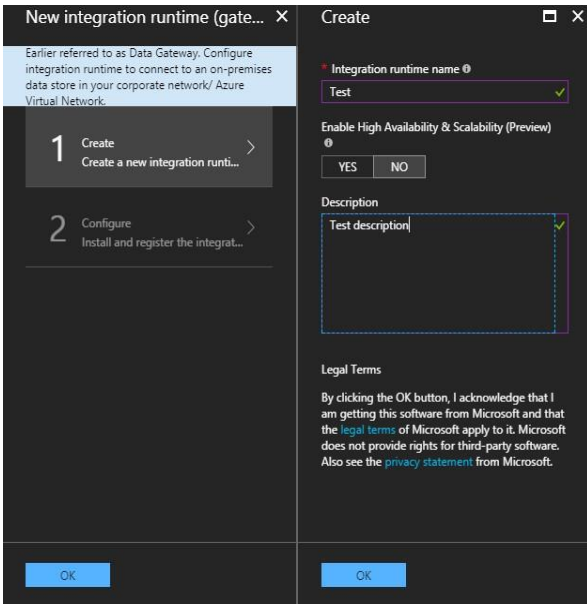 New integration runtime (gate...
Earlier referred to as Data Gateway. Configure
integration runtime to connect to an on-premises
data store in your corporate network/ Azure
Virtual Network.
1
Create
Create a new integration runti...
2
Configure
Install and register the integrat...
OK
Create
* Integration runtime name
Test
Enable High Availability & Scalability (Preview)
YES NO
Description
Test description
Legal Terms
By clicking the OK button, I acknowledge that I
am getting this software from Microsoft and that
the legal terms of Microsoft apply to it. Microsoft
does not provide rights for third-party software.
Also see the privacy statement from Microsoft.
OK